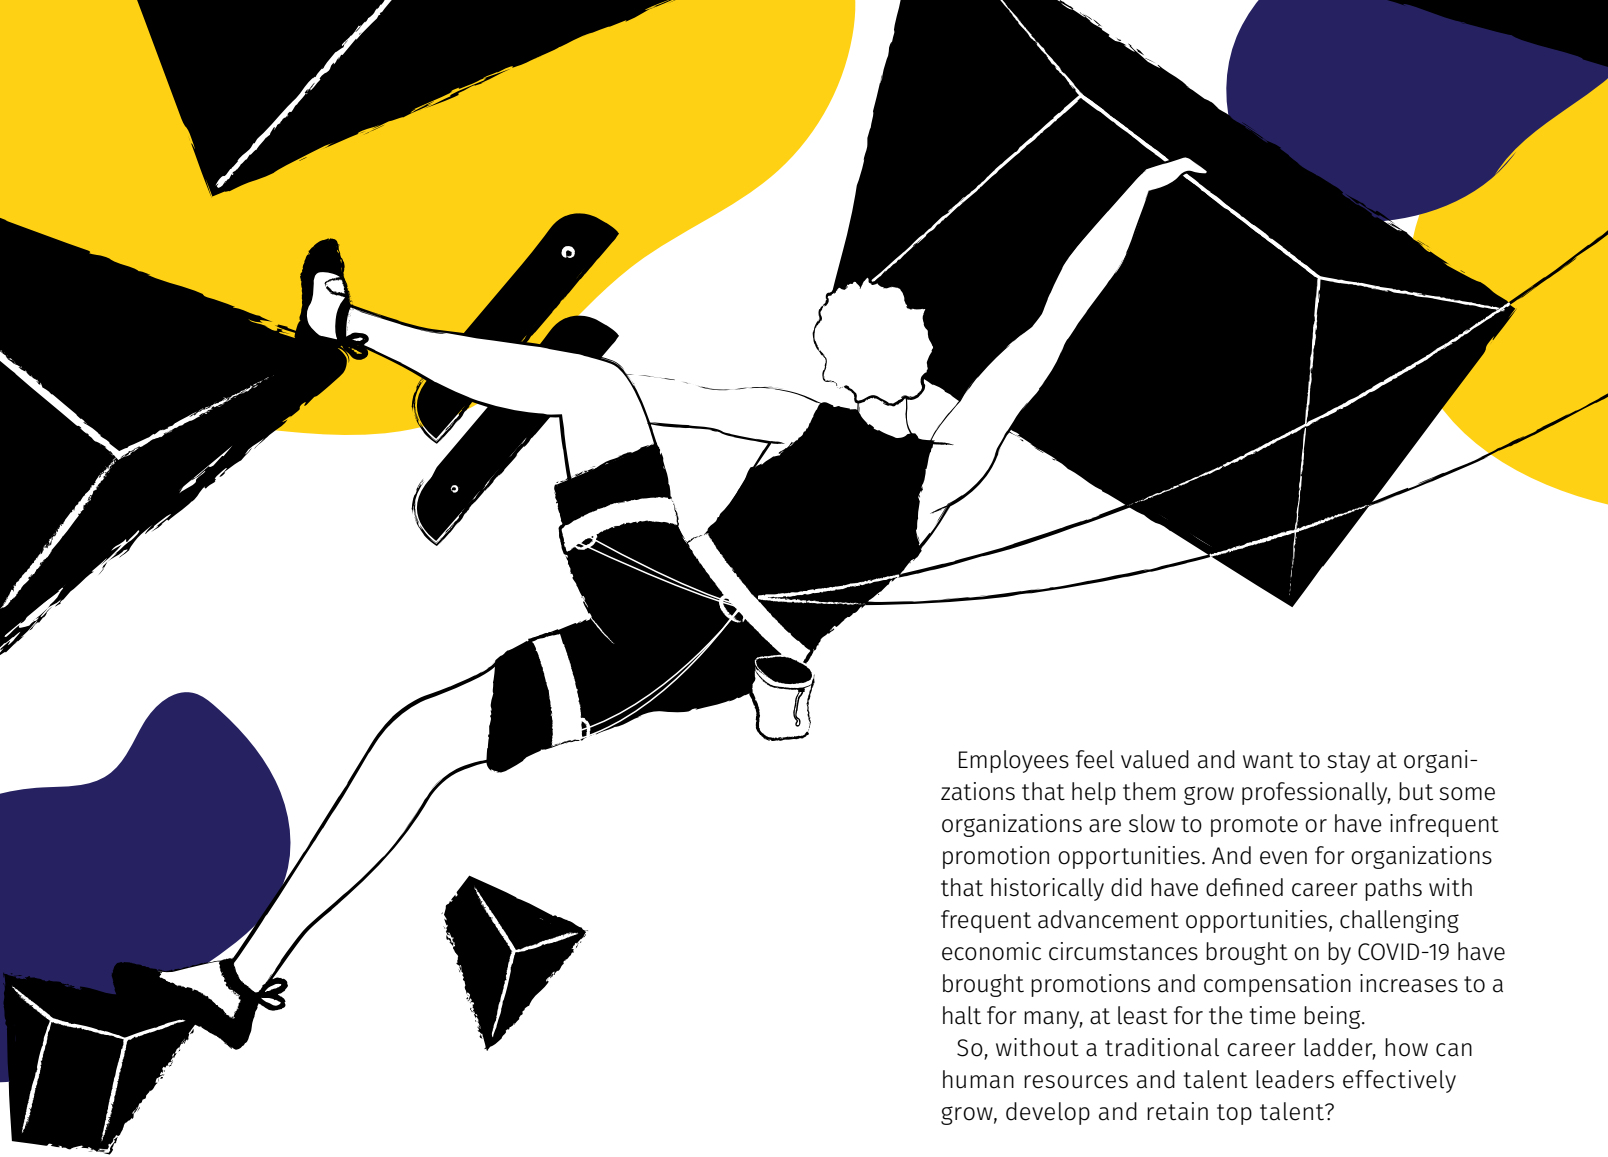 Employees feel valued and want to stay at organi-
zations that help them grow professionally, but some
organizations are slow to promote or have infrequent
promotion opportunities. And even for organizations
that historically did have defined career paths with
frequent advancement opportunities, challenging
economic circumstances brought on by COVID-19 have
brought promotions and compensation increases to a
halt for many, at least for the time being.
So, without a traditional career ladder, how can
human resources and talent leaders effectively
grow, develop and retain top talent?